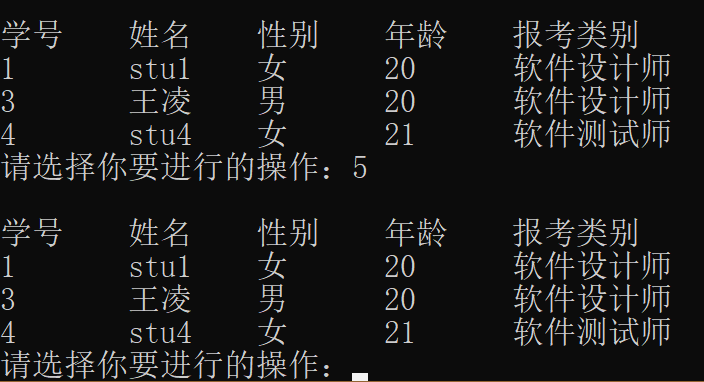 学号 姓名 性别 年龄 报考类别
1 stu1 女 20 软件设计师
3 王凌 男 20 软件设计师
4 stu4 女 21 软件测试师
请选择你要进行的操作：5
学号 姓名 性别 年龄 报考类别
1 stu1 女 20 软件设计师
3 王凌 男 20 软件设计师
4 stu4 女 21 软件测试师
请选择你要进行的操作：